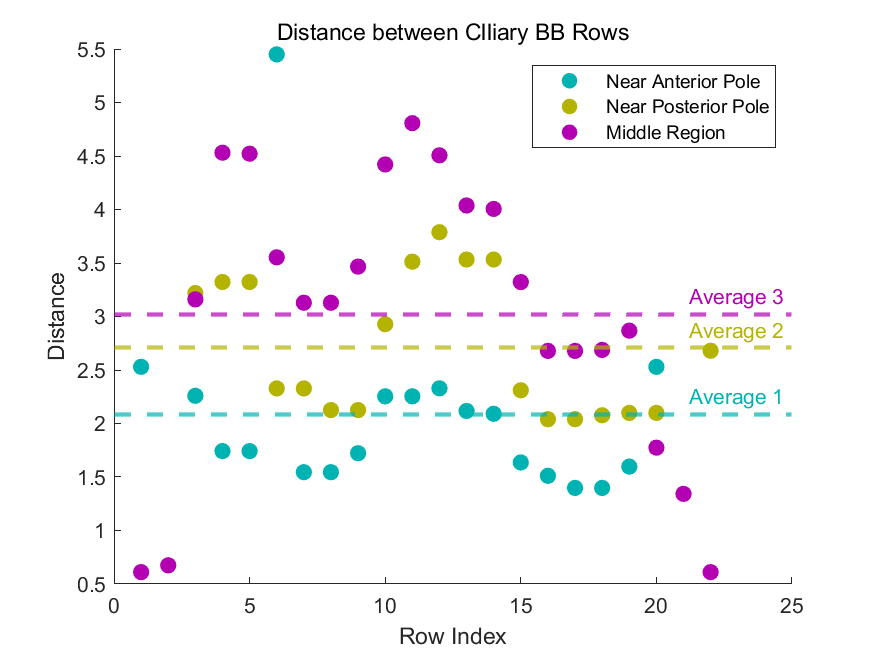 Distance between CIliary BB Rows
5.5
5
4.5
4
3.5
3
2.5
2
1.5
1
0.5
Distance
Near Anterior Pole
Near Posterior Pole
Middle Region
Average 3
Average 2
Average 1
0 5 10 15 20 25
Row Index